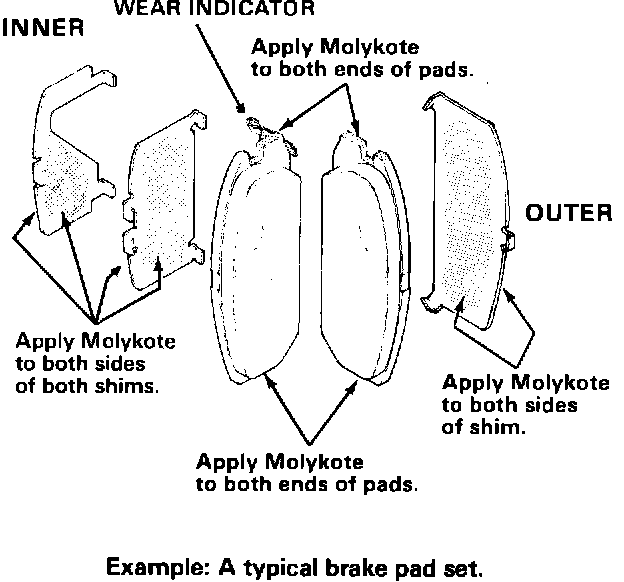 WEAR INDICATOR
INNER
Apply Molykote
to both ends of pads.
OUTER
Apply Molykote
to both sides
of both shims.
Apply Molykote
to both sides
of shim.
Apply Molykote
to both ends of pads.
Example: A typical brake pad set.